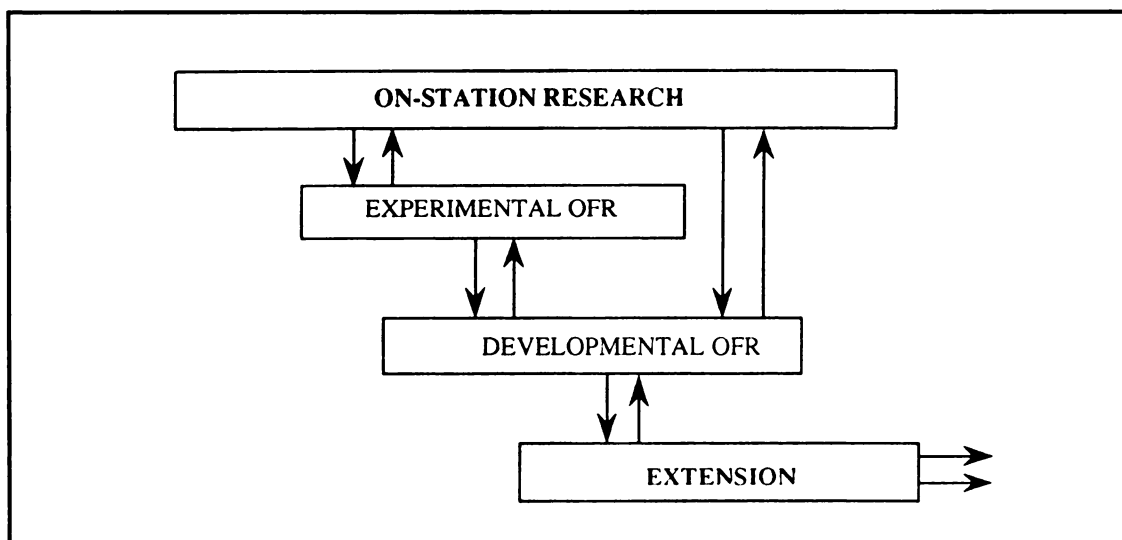 ON-STATION RESEARCH
EXPERIMENTAL OFR
DEVELOPMENTAL OFR
EXTENSION